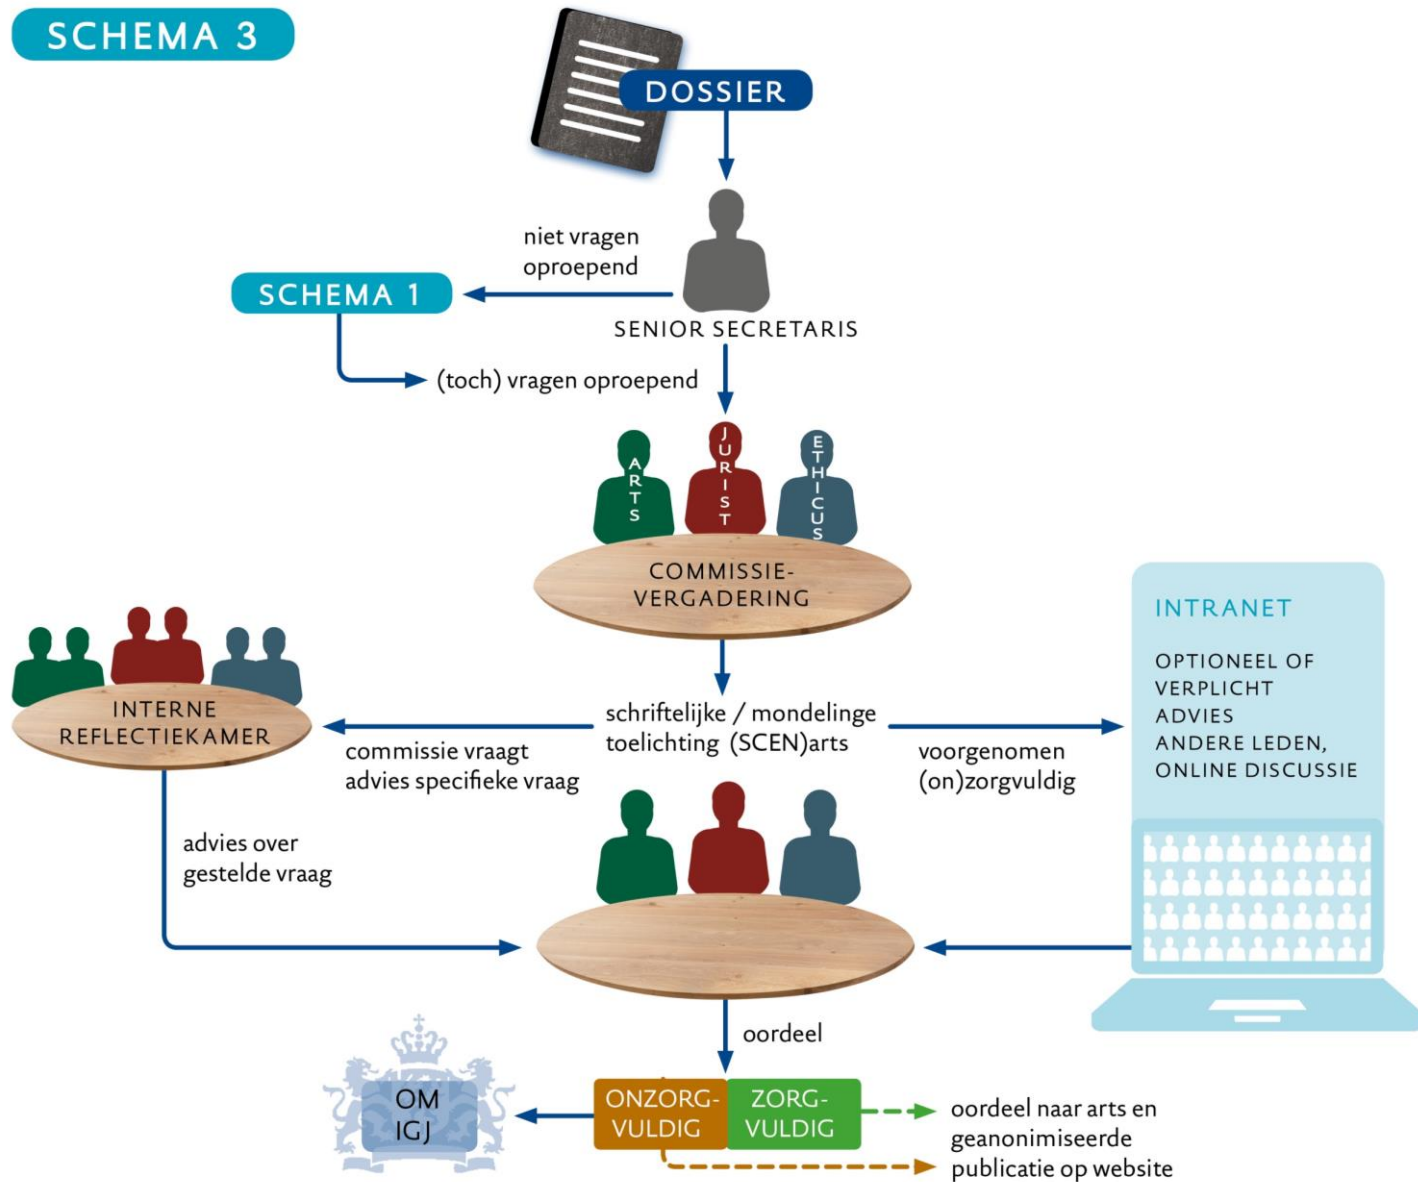 SCHEMA 3
DOSSIER
niet vragen
oproepend
SCHEMA 1
SENIOR SECRETARIS
(toch) vragen oproepend
ARTS
JURIST
ETHICUS
COMMISSIE-
VERGADERING
INTRANET
OPTIONEEL OF
VERPLICHT
ADVIES
ANDERE LEDEN,
ONLINE DISCUSSIE
INTERNE
REFLECTIEKAMER
schriftelijke / mondelinge
toelichting (SCEN)arts
commissie vraagt
advies specifieke vraag
voorgenomen
(on)zorgvuldig
advies over
gestelde vraag
oordeel
OM
IGJ
ONZORG-
VULDIG
ZORG-
VULDIG
oordeel naar arts en
geanonimiseerde
publicatie op website